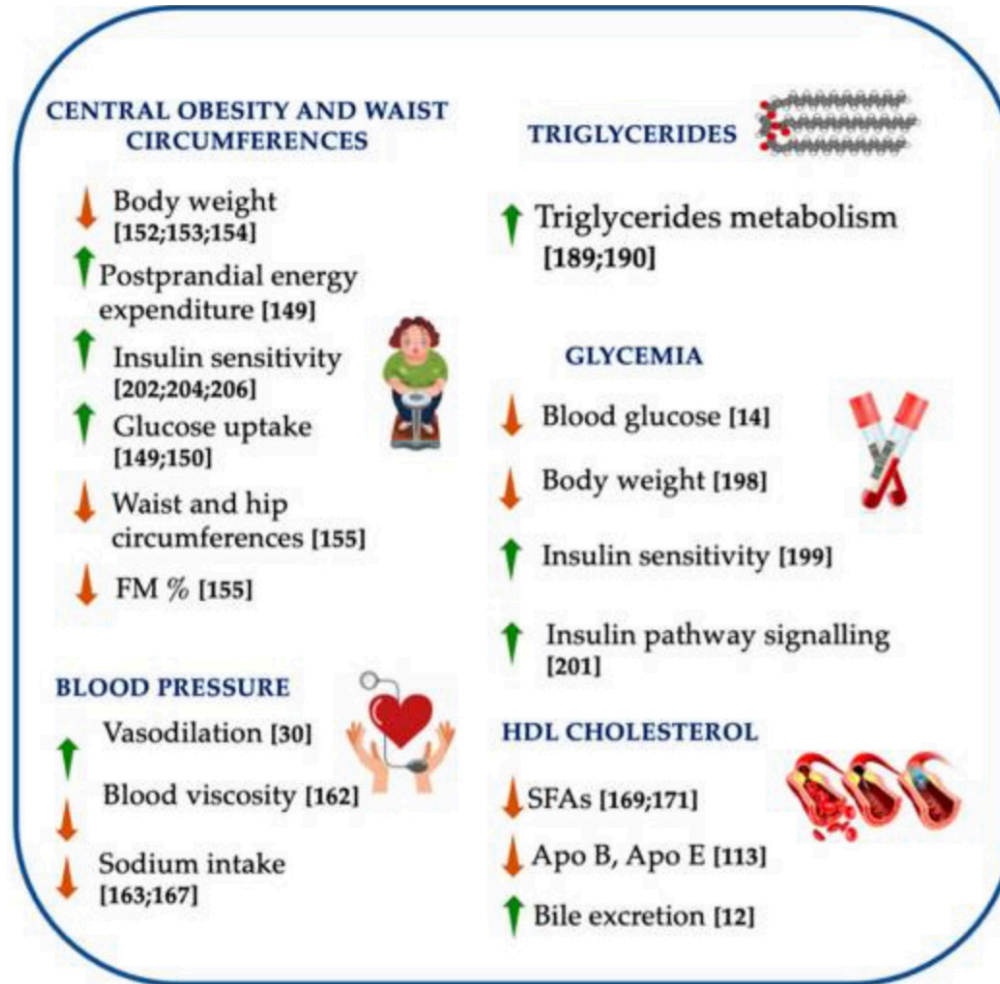 CENTRAL OBESITY AND WAIST
CIRCUMFERENCES
Body weight
[152;153;154]
Postprandial energy
expenditure [149]
Insulin sensitivity
[202;204;206]
Glucose uptake
[149;150]
Waist and hip
circumferences [155]
FM % [155]
BLOOD PRESSURE
Vasodilation [30]
Blood viscosity [162]
Sodium intake
[163;167]
TRIGLYCERIDES
Triglycerides metabolism
[189;190]
GLYCEMIA
Blood glucose [14]
Body weight [198]
Insulin sensitivity [199]
Insulin pathway signalling
[201]
HDL CHOLESTEROL
SFAs [169;171]
Apo B, Apo E [113]
Bile excretion [12]